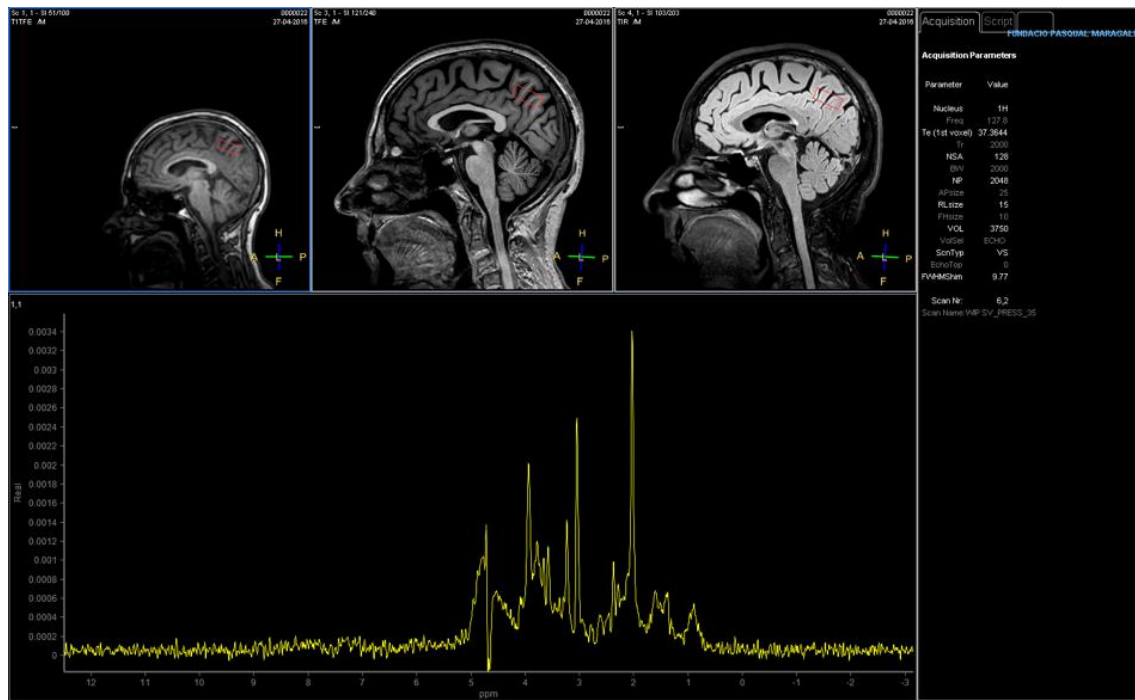 Sc 1, 1 - SI 51/100
0000022
T1TFE /M
27-04-2016
Sc 3, 1 - SI 121/240
0000022
TFE /M
27-04-2016
Sc 4, 1 - SI 103/203
0000022
TIR /M
27-04-2016
H
A L P
F
H
A L P
F
H
A L P
F
Acquisition Script
FUNDACIO PASQUAL MARAGALL
Acquisition Parameters
Parameter Value
Nucleus 1H
Freq 127.8
Te (1st voxel) 37.3644
Tr 2000
NSA 128
BW 2000
NP 2048
APsize 25
RLsize 15
FHsize 10
VOL 3750
VolSel ECHO
ScnTyp VS
EchoTop 0
FWHMShim 9.77
Scan Nr: 6,2
Scan Name: WIP SV_PRESS_35
1,1
Real
0.0034
0.0032
0.003
0.0028
0.0026
0.0024
0.0022
0.002
0.0018
0.0016
0.0014
0.0012
0.001
0.0008
0.0006
0.0004
0.0002
0
12 11 10 9 8 7 6 5 4 3 2 1 0 -1 -2 -3
ppm